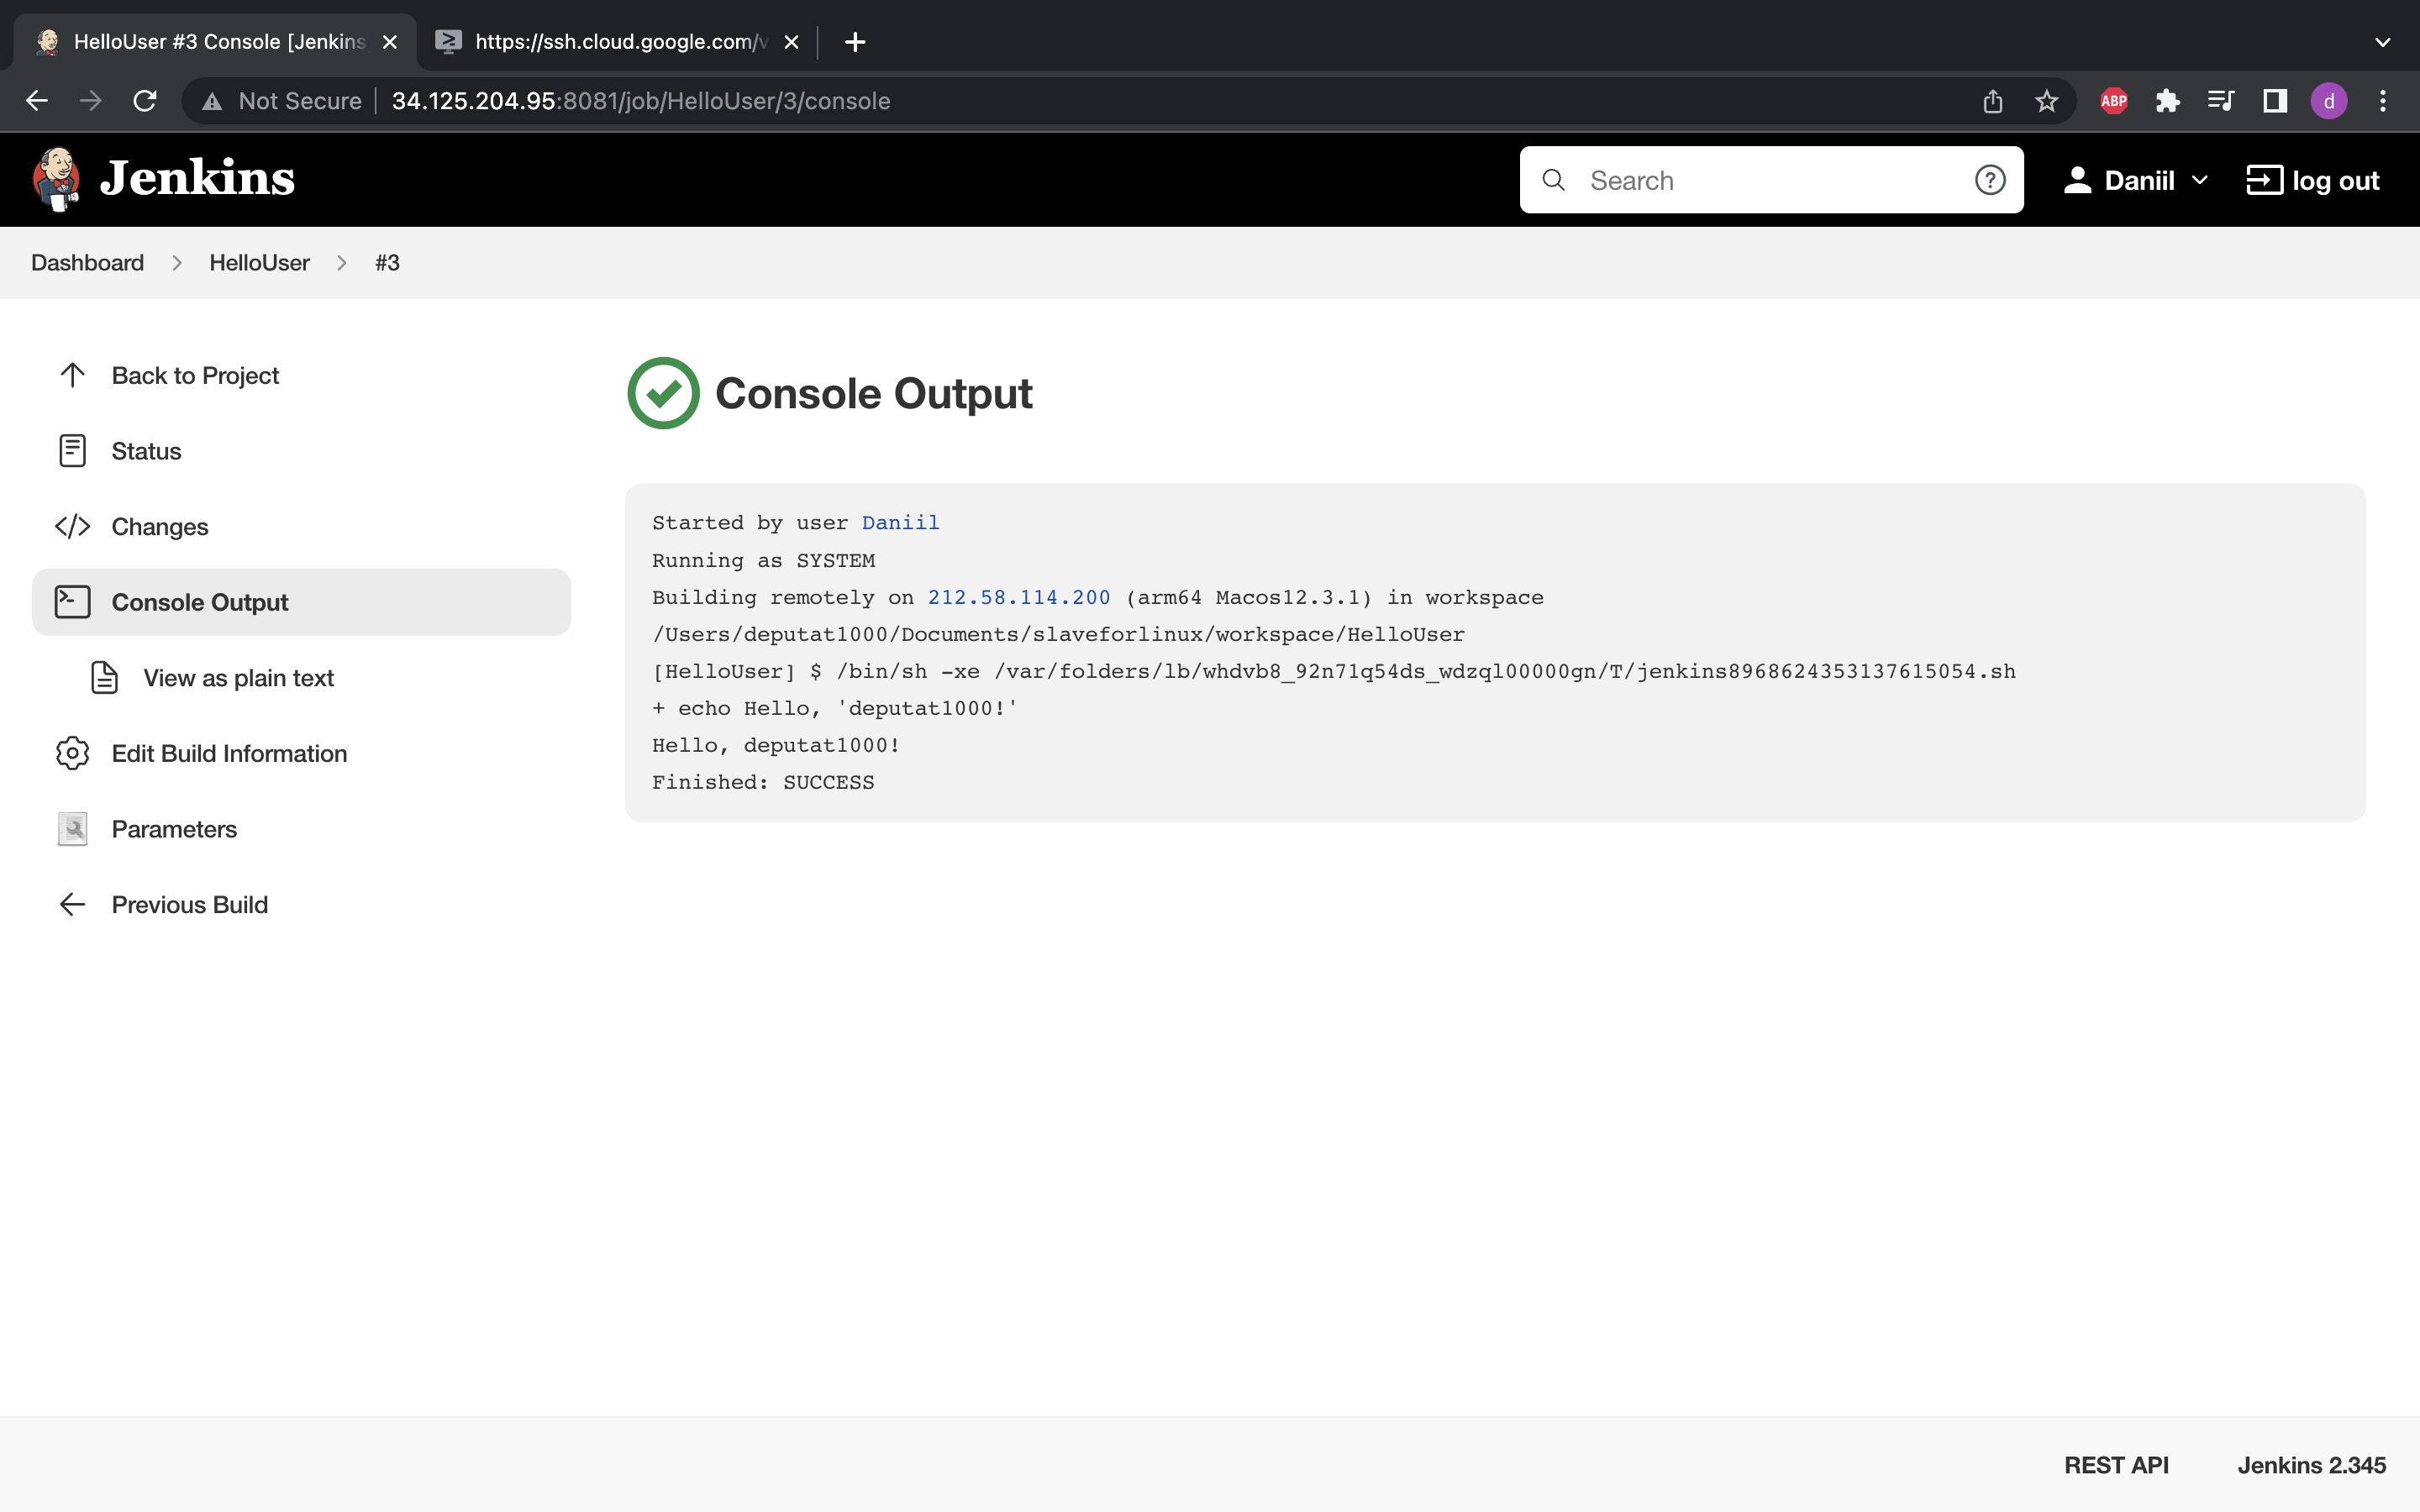 HelloUser #3 Console [Jenkins
https://ssh.cloud.google.com/v
Not Secure
34.125.204.95:8081/job/HelloUser/3/console
ABP
d
Jenkins
Search
Daniil
log out
Dashboard
HelloUser
#3
Back to Project
Status
Changes
Console Output
View as plain text
Edit Build Information
Parameters
Previous Build
Console Output
Started by user Daniil
Running as SYSTEM
Building remotely on 212.58.114.200 (arm64 Macos12.3.1) in workspace
/Users/deputat1000/Documents/slaveforlinux/workspace/HelloUser
[HelloUser] $ /bin/sh -xe /var/folders/lb/whdvb8_92n71q54ds_wdzql00000gn/T/jenkins8968624353137615054.sh
+ echo Hello, 'deputat1000!'
Hello, deputat1000!
Finished: SUCCESS
REST API
Jenkins 2.345